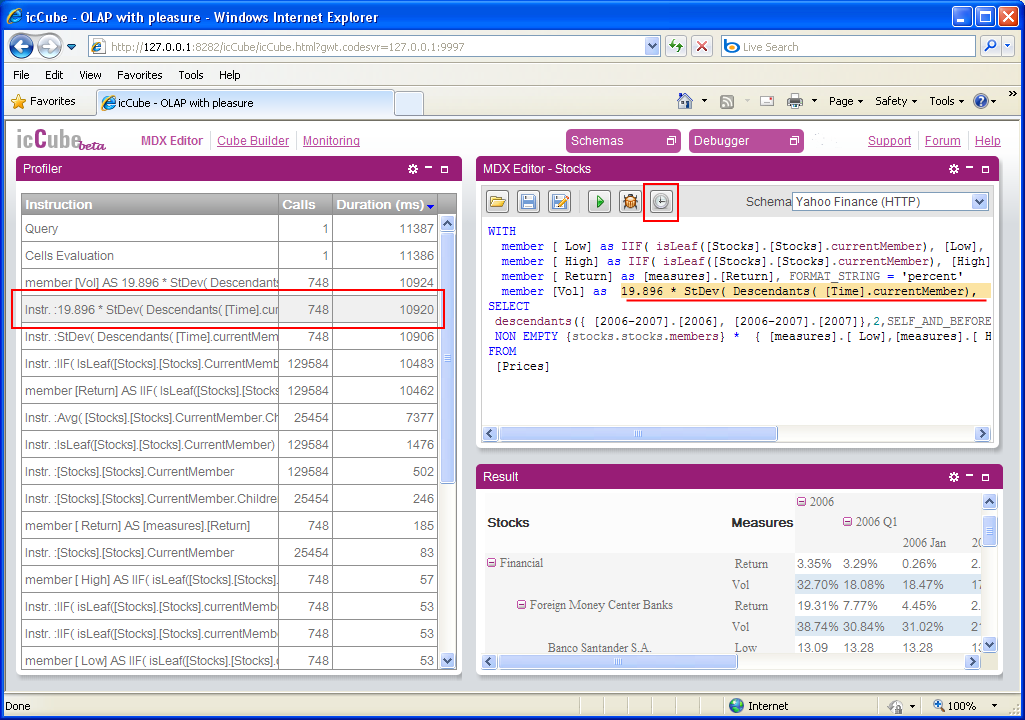 icCube - OLAP with pleasure - Windows Internet Explorer
http://127.0.0.1:8282/icCube/icCube.html?gwt.codesvr=127.0.0.1:9997
Live Search
File Edit View Favorites Tools Help
Favorites
icCube - OLAP with pleasure
Page Safety Tools
icCube beta
MDX Editor Cube Builder Monitoring
Schemas
Debugger
Support Forum Help
Profiler
Instruction Calls Duration (ms)
Query 1 11387
Cells Evaluation 1 11386
member [Vol] AS 19.896 * StDev( Descendants 748 10924
Instr. :19.896 * StDev( Descendants( [Time].cur 748 10920
Instr. :StDev( Descendants( [Time].currentMem 748 10906
Instr. :IIF( IsLeaf([Stocks].[Stocks].CurrentMemb 129584 10483
member [Return] AS IIF( IsLeaf([Stocks].[Stocks 129584 10462
Instr. :Avg( [Stocks].[Stocks].CurrentMember.Ch 25454 7377
Instr. :IsLeaf([Stocks].[Stocks].CurrentMember) 129584 1476
Instr. :[Stocks].[Stocks].CurrentMember 129584 502
Instr. :[Stocks].[Stocks].CurrentMember.Childre 25454 246
member [ Return] AS [measures].[Return] 748 185
Instr. :[Stocks].[Stocks].CurrentMember 25454 83
member [ High] AS IIF( isLeaf([Stocks].[Stocks]. 748 57
Instr. :IIF( isLeaf([Stocks].[Stocks].currentMembe 748 53
Instr. :IIF( isLeaf([Stocks].[Stocks].currentMembe 748 53
member [ Low] AS IIF( isLeaf([Stocks].[Stocks]. 748 53
MDX Editor - Stocks
Schema Yahoo Finance (HTTP)
WITH
member [ Low] as IIF( isLeaf([Stocks].[Stocks].currentMember), [Low],
member [ High] as IIF( isLeaf([Stocks].[Stocks].currentMember), [High]
member [ Return] as [measures].[Return], FORMAT_STRING = 'percent'
member [Vol] as 19.896 * StDev( Descendants( [Time].currentMember),
SELECT
descendants({ [2006-2007].[2006], [2006-2007].[2007]},2,SELF_AND_BEFORE
NON EMPTY {stocks.stocks.members} * { [measures].[ Low],[measures].[ H
FROM
[Prices]
Result
Stocks Measures
2006
2006 Q1
2006 Jan 20
Financial Return 3.35% 3.29% 0.26% 2.
Vol 32.70% 18.08% 18.47% 17
Foreign Money Center Banks Return 19.31% 7.77% 4.45% 2.
Vol 38.74% 30.84% 31.02% 21
Banco Santander S.A. Low 13.09 13.28 13.28 13
Done
Internet
100%